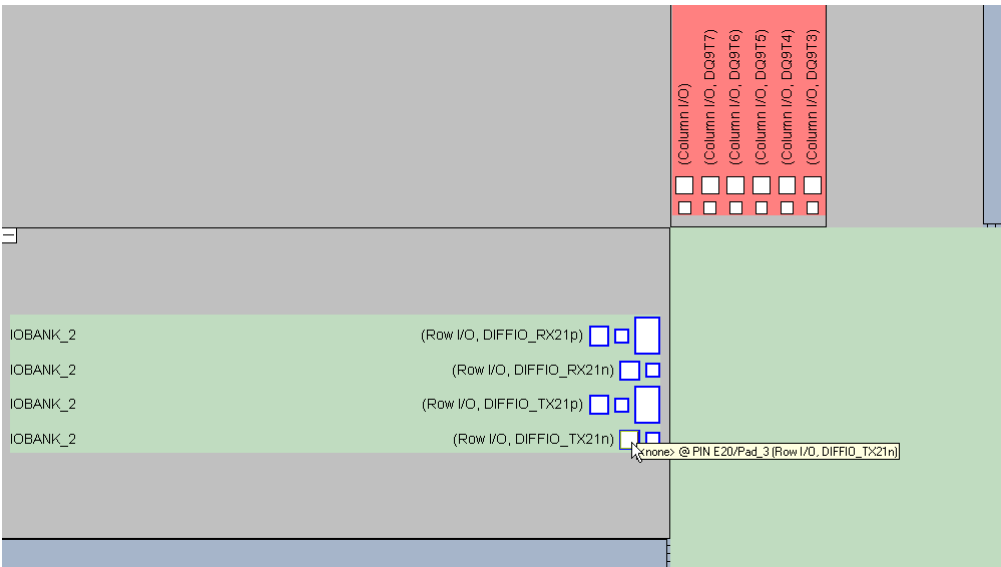 (Column I/O)
(Column I/O, DQ9T7)
(Column I/O, DQ9T6)
(Column I/O, DQ9T5)
(Column I/O, DQ9T4)
(Column I/O, DQ9T3)
IOBANK_2 (Row I/O, DIFFIO_RX21p)
IOBANK_2 (Row I/O, DIFFIO_RX21n)
IOBANK_2 (Row I/O, DIFFIO_TX21p)
IOBANK_2 (Row I/O, DIFFIO_TX21n)
<none> @ PIN E20/Pad_3 (Row I/O, DIFFIO_TX21n)